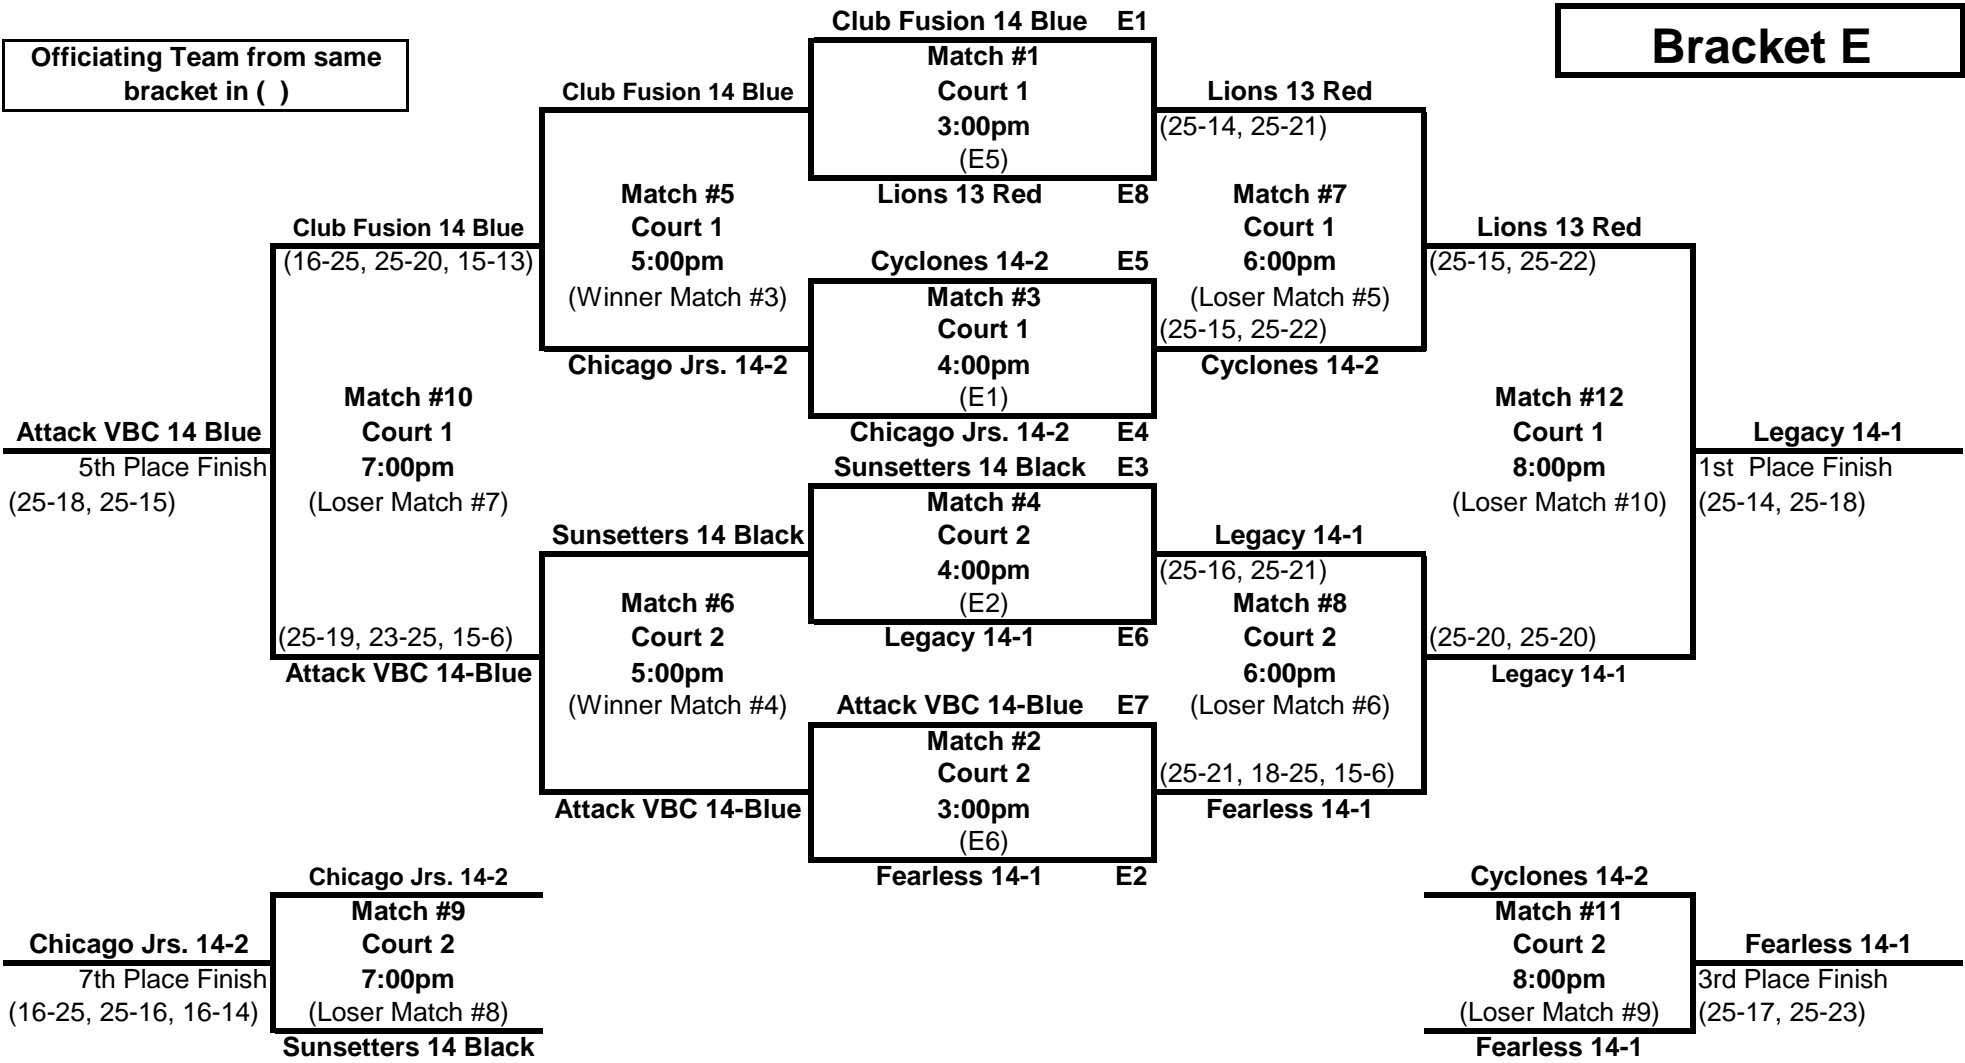 Club Fusion 14 Blue E1
Bracket E
Officiating Team from same
bracket in ( )
Match #1
Club Fusion 14 Blue
Court 1
Lions 13 Red
3:00pm
(25-14, 25-21)
(E5)
Match #5
Lions 13 Red E8
Match #7
Club Fusion 14 Blue
Court 1
Court 1
Lions 13 Red
(16-25, 25-20, 15-13)
5:00pm
Cyclones 14-2 E5
6:00pm
(25-15, 25-22)
(Winner Match #3)
Match #3
(Loser Match #5)
Court 1
(25-15, 25-22)
Chicago Jrs. 14-2
4:00pm
Cyclones 14-2
Match #10
(E1)
Match #12
Attack VBC 14 Blue
Court 1
Chicago Jrs. 14-2 E4
Court 1
Legacy 14-1
5th Place Finish
7:00pm
Sunsetters 14 Black E3
8:00pm
1st  Place Finish
(25-18, 25-15)
(Loser Match #7)
Match #4
(Loser Match #10)
(25-14, 25-18)
Sunsetters 14 Black
Court 2
Legacy 14-1
4:00pm
(25-16, 25-21)
Match #6
(E2)
Match #8
(25-19, 23-25, 15-6)
Court 2
Legacy 14-1 E6
Court 2
(25-20, 25-20)
Attack VBC 14-Blue
5:00pm
6:00pm
Legacy 14-1
(Winner Match #4)
Attack VBC 14-Blue E7
(Loser Match #6)
Match #2
Court 2
(25-21, 18-25, 15-6)
Attack VBC 14-Blue
3:00pm
Fearless 14-1
(E6)
Chicago Jrs. 14-2
Fearless 14-1 E2
Cyclones 14-2
Match #9
Match #11
Chicago Jrs. 14-2
Court 2
Court 2
Fearless 14-1
7th Place Finish
7:00pm
8:00pm
3rd Place Finish
(16-25, 25-16, 16-14)
(Loser Match #8)
(Loser Match #9)
(25-17, 25-23)
Sunsetters 14 Black
Fearless 14-1